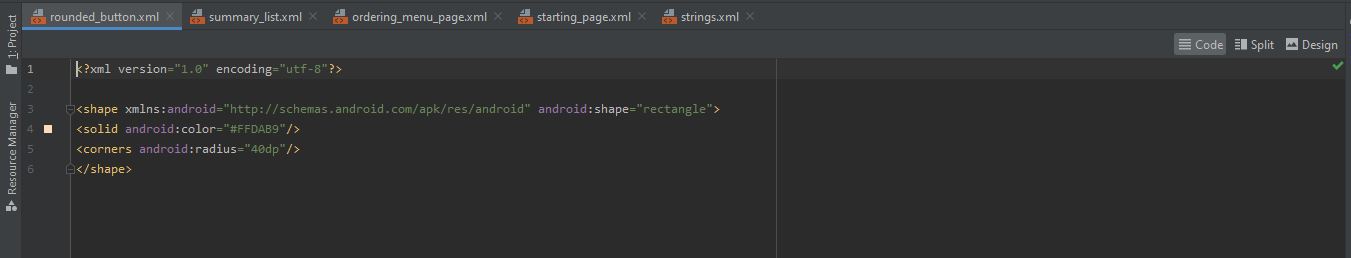 rounded_button.xml summary_list.xml ordering_menu_page.xml starting_page.xml strings.xml
Code Split Design
1: Project
Resource Manager
1 <?xml version="1.0" encoding="utf-8"?>
2
3 <shape xmlns:android="http://schemas.android.com/apk/res/android" android:shape="rectangle">
4 <solid android:color="#FFDAB9"/>
5 <corners android:radius="40dp"/>
6 </shape>